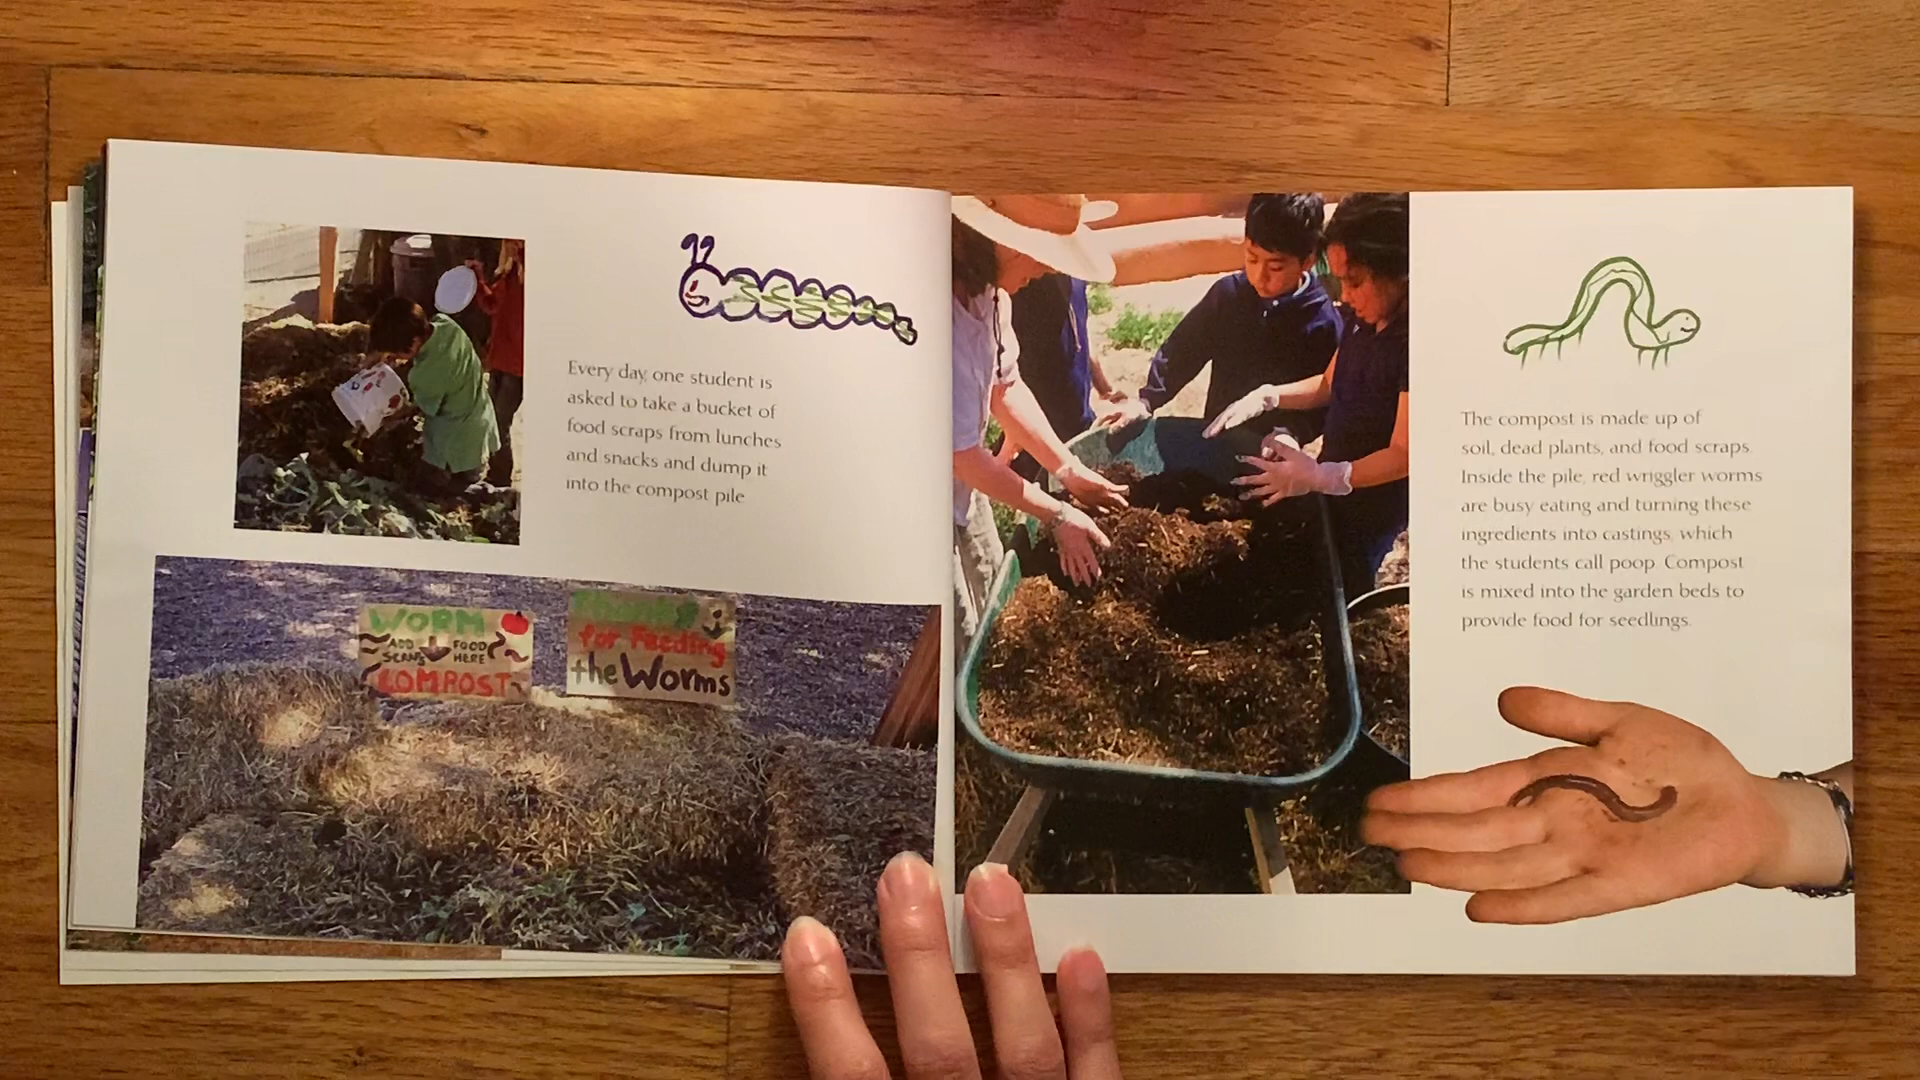 Every day, one student is
asked to take a bucket of
food scraps from lunches
and snacks and dump it
into the compost pile.
WORM
ADD FOOD
SCRAPS HERE
COMPOST
Thanks
for Feeding
the Worms
The compost is made up of
soil, dead plants, and food scraps.
Inside the pile, red wriggler worms
are busy eating and turning these
ingredients into castings, which
the students call poop. Compost
is mixed into the garden beds to
provide food for seedlings.